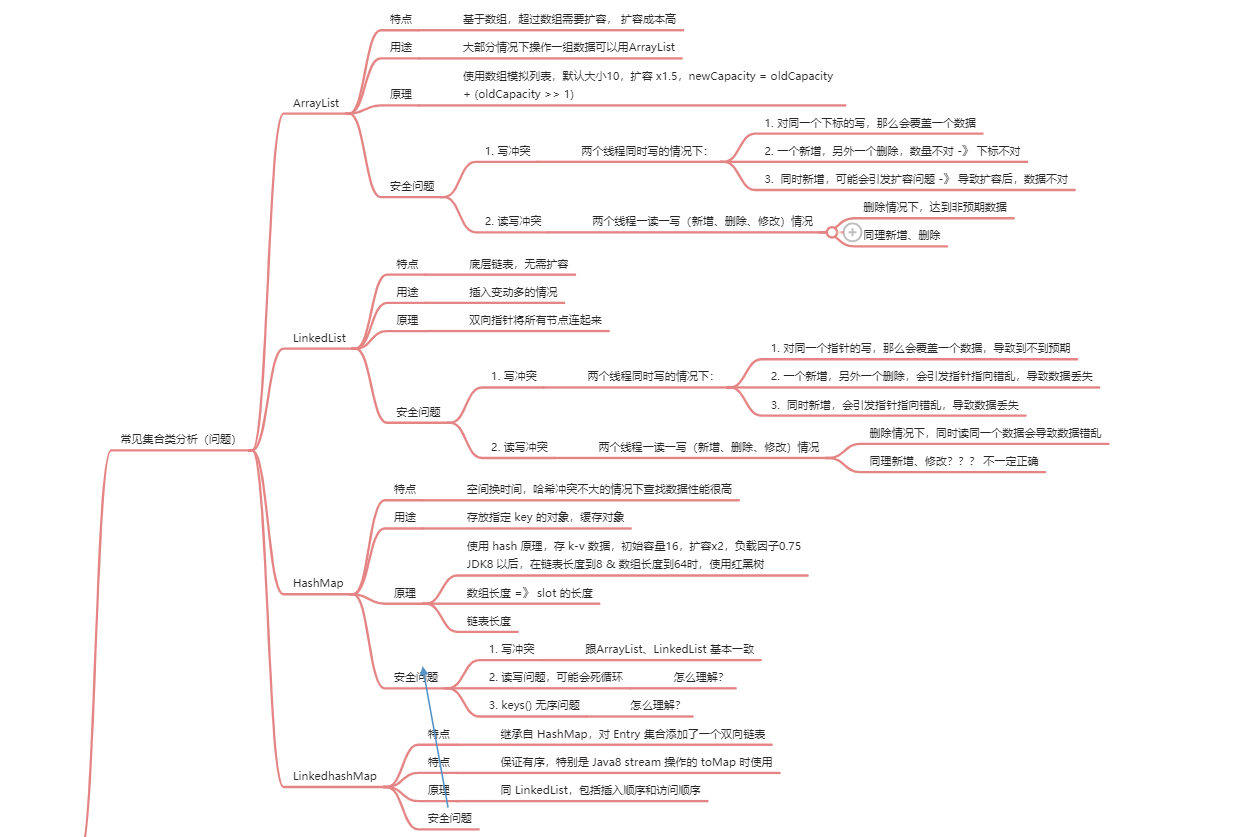 常见集合类分析（问题）
ArrayList
特点
基于数组，超过数组需要扩容， 扩容成本高
用途
大部分情况下操作一组数据可以用ArrayList
原理
使用数组模拟列表，默认大小10，扩容 x1.5，newCapacity = oldCapacity
+ (oldCapacity >> 1)
安全问题
1. 写冲突
两个线程同时写的情况下：
1. 对同一个下标的写，那么会覆盖一个数据
2. 一个新增，另外一个删除，数量不对 -》 下标不对
3. 同时新增，可能会引发扩容问题 -》 导致扩容后，数据不对
2. 读写冲突
两个线程一读一写（新增、删除、修改）情况
删除情况下，达到非预期数据
同理新增、删除
LinkedList
特点
底层链表，无需扩容
用途
插入变动多的情况
原理
双向指针将所有节点连起来
安全问题
1. 写冲突
两个线程同时写的情况下：
1. 对同一个指针的写，那么会覆盖一个数据，导致到不到预期
2. 一个新增，另外一个删除，会引发指针指向错乱，导致数据丢失
3. 同时新增，会引发指针指向错乱，导致数据丢失
2. 读写冲突
两个线程一读一写（新增、删除、修改）情况
删除情况下，同时读同一个数据会导致数据错乱
同理新增、修改？？？ 不一定正确
HashMap
特点
空间换时间，哈希冲突不大的情况下查找数据性能很高
用途
存放指定 key 的对象，缓存对象
原理
使用 hash 原理，存 k-v 数据，初始容量16，扩容x2，负载因子0.75
JDK8 以后，在链表长度到8 & 数组长度到64时，使用红黑树
数组长度 =》 slot 的长度
链表长度
安全问题
1. 写冲突
跟ArrayList、LinkedList 基本一致
2. 读写问题，可能会死循环
怎么理解？
3. keys() 无序问题
怎么理解？
LinkedhashMap
特点
继承自 HashMap，对 Entry 集合添加了一个双向链表
特点
保证有序，特别是 Java8 stream 操作的 toMap 时使用
原理
同 LinkedList，包括插入顺序和访问顺序
安全问题